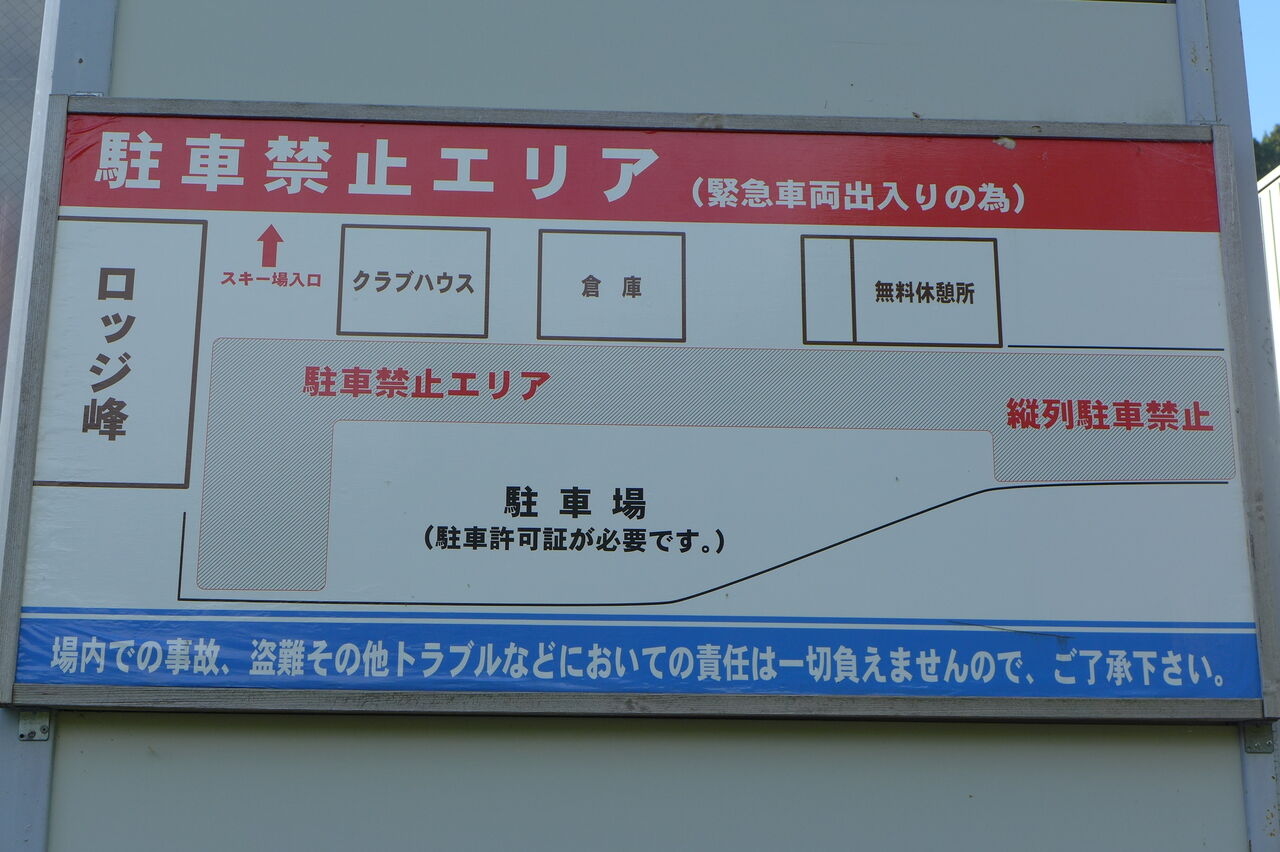 駐車禁止エリア（緊急車両出入りの為）
スキー場入口
ロッジ峰
クラブハウス
倉庫
無料休憩所
駐車禁止エリア
縦列駐車禁止
駐車場
（駐車許可証が必要です。）
場内での事故、盗難その他トラブルなどにおいての責任は一切負えませんので、ご了承下さい。